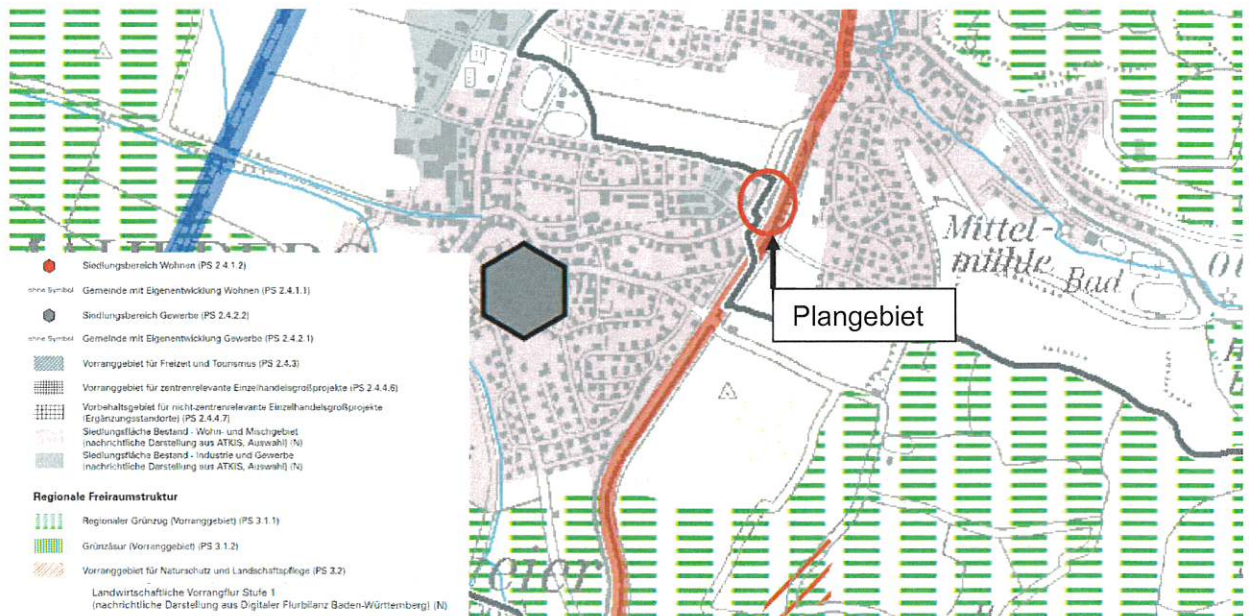 Mittel-
mühle
Bad
Plangebiet
Siedlungsbereich Wohnen (PS 2.4.1.2)
ohne Symbol Gemeinde mit Eigenentwicklung Wohnen (PS 2.4.1.1)
Siedlungsbereich Gewerbe (PS 2.4.2.2)
ohne Symbol Gemeinde mit Eigenentwicklung Gewerbe (PS 2.4.2.1)
Vorranggebiet für Freizeit und Tourismus (PS 2.4.3)
Vorranggebiet für zentrenrelevante Einzelhandelsgroßprojekte (PS 2.4.4.6)
Vorbehaltsgebiet für nicht-zentrenrelevante Einzelhandelsgroßprojekte
(Ergänzungsstandorte) (PS 2.4.4.7)
Siedlungsfläche Bestand - Wohn- und Mischgebiet
(nachrichtliche Darstellung aus ATKIS, Auswahl) (N)
Siedlungsfläche Bestand - Industrie und Gewerbe
(nachrichtliche Darstellung aus ATKIS, Auswahl) (N)
Regionale Freiraumstruktur
Regionaler Grünzug (Vorranggebiet) (PS 3.1.1)
Grünzäsur (Vorranggebiet) (PS 3.1.2)
Vorranggebiet für Naturschutz und Landschaftspflege (PS 3.2)
Landwirtschaftliche Vorrangflur Stufe 1
(nachrichtliche Darstellung aus Digitaler Flurbilanz Baden-Württemberg) (N)
eier